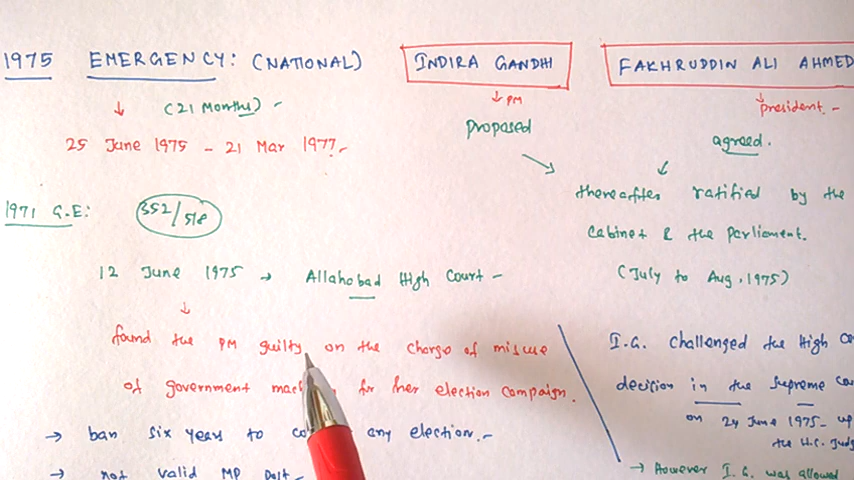 1975 EMERGENCY: (NATIONAL)
(21 Months) -
25 June 1975 - 21 Mar 1977.-
INDIRA GANDHI
PM
proposed
FAKHRUDDIN ALI AHMED
president.-
agreed.
thereafter ratified by the
cabinet & the parliament.
(July to Aug, 1975)
1971 G.E:
352/518
12 June 1975 → Allahabad High Court -
found the PM guilty on the charge of misuse
of government for her election campaign.
→ ban six years to any election.-
→ not valid MP
I.G. challenged the High
decision in the Supreme
on 24 June 1975 - up
the H.C. Judg
→ However I.G. was allowed